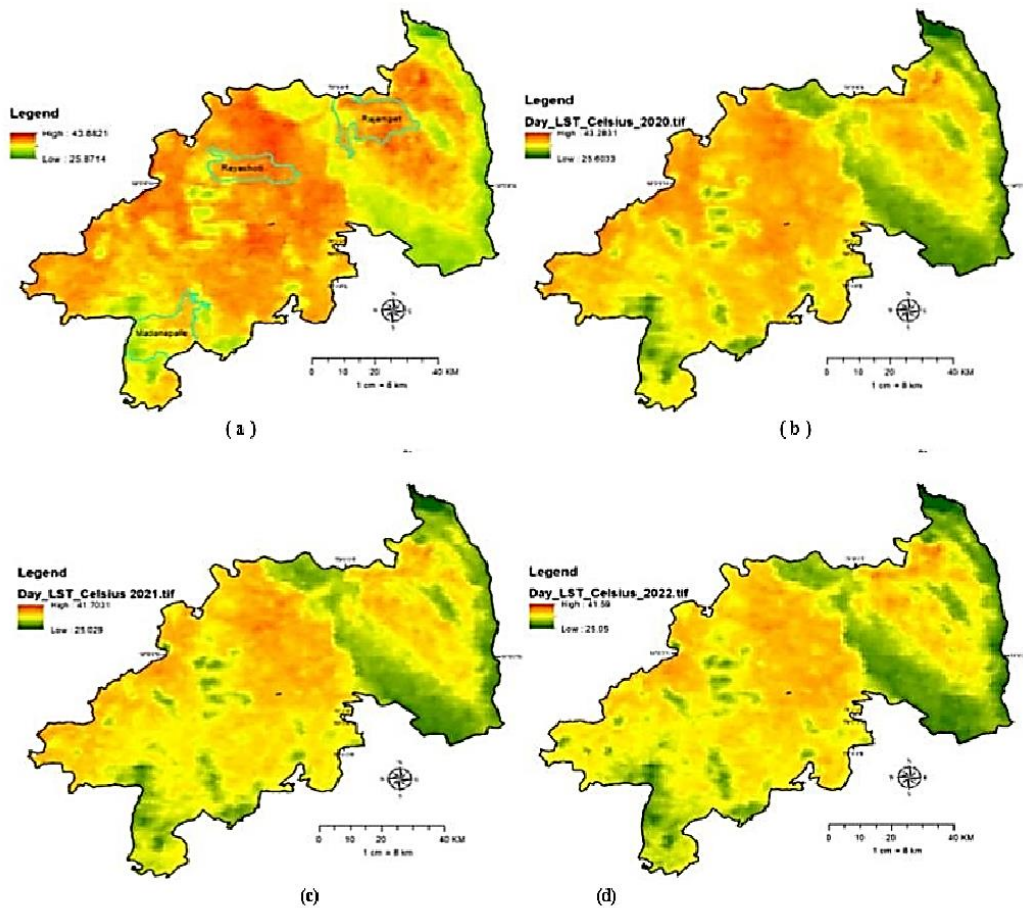 Legend
High : 43.8821
Low : 25.8714
Rajampet
Rayachoti
Madanapalle
N
S
0 10 20 40 KM
1 cm = 8 km
( a )
Legend
Day_LST_Celsius_2020.tif
High : 43.2831
Low : 25.6033
N
S
0 10 20 40 KM
1 cm = 8 km
( b )
Legend
Day_LST_Celsius 2021.tif
High : 41.7031
Low : 25.029
N
S
0 10 20 40 KM
1 cm = 8 km
(c)
Legend
Day_LST_Celsius_2022.tif
High : 41.59
Low : 25.05
N
S
0 10 20 40 KM
1 cm = 8 km
(d)